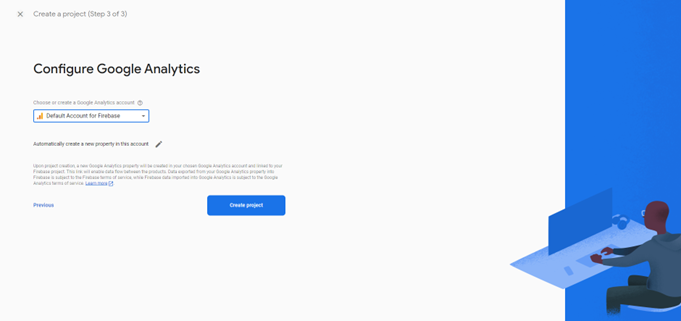 Create a project (Step 3 of 3)
Configure Google Analytics
Choose or create a Google Analytics account
Default Account for Firebase
Automatically create a new property in this account
Upon project creation, a new Google Analytics property will be created in your chosen Google Analytics account and linked to your
Firebase project. This link will enable data flow between the products. Data exported from your Google Analytics property into
Firebase is subject to the Firebase terms of service, while Firebase data imported into Google Analytics is subject to the Google
Analytics terms of service. Learn more
Previous
Create project